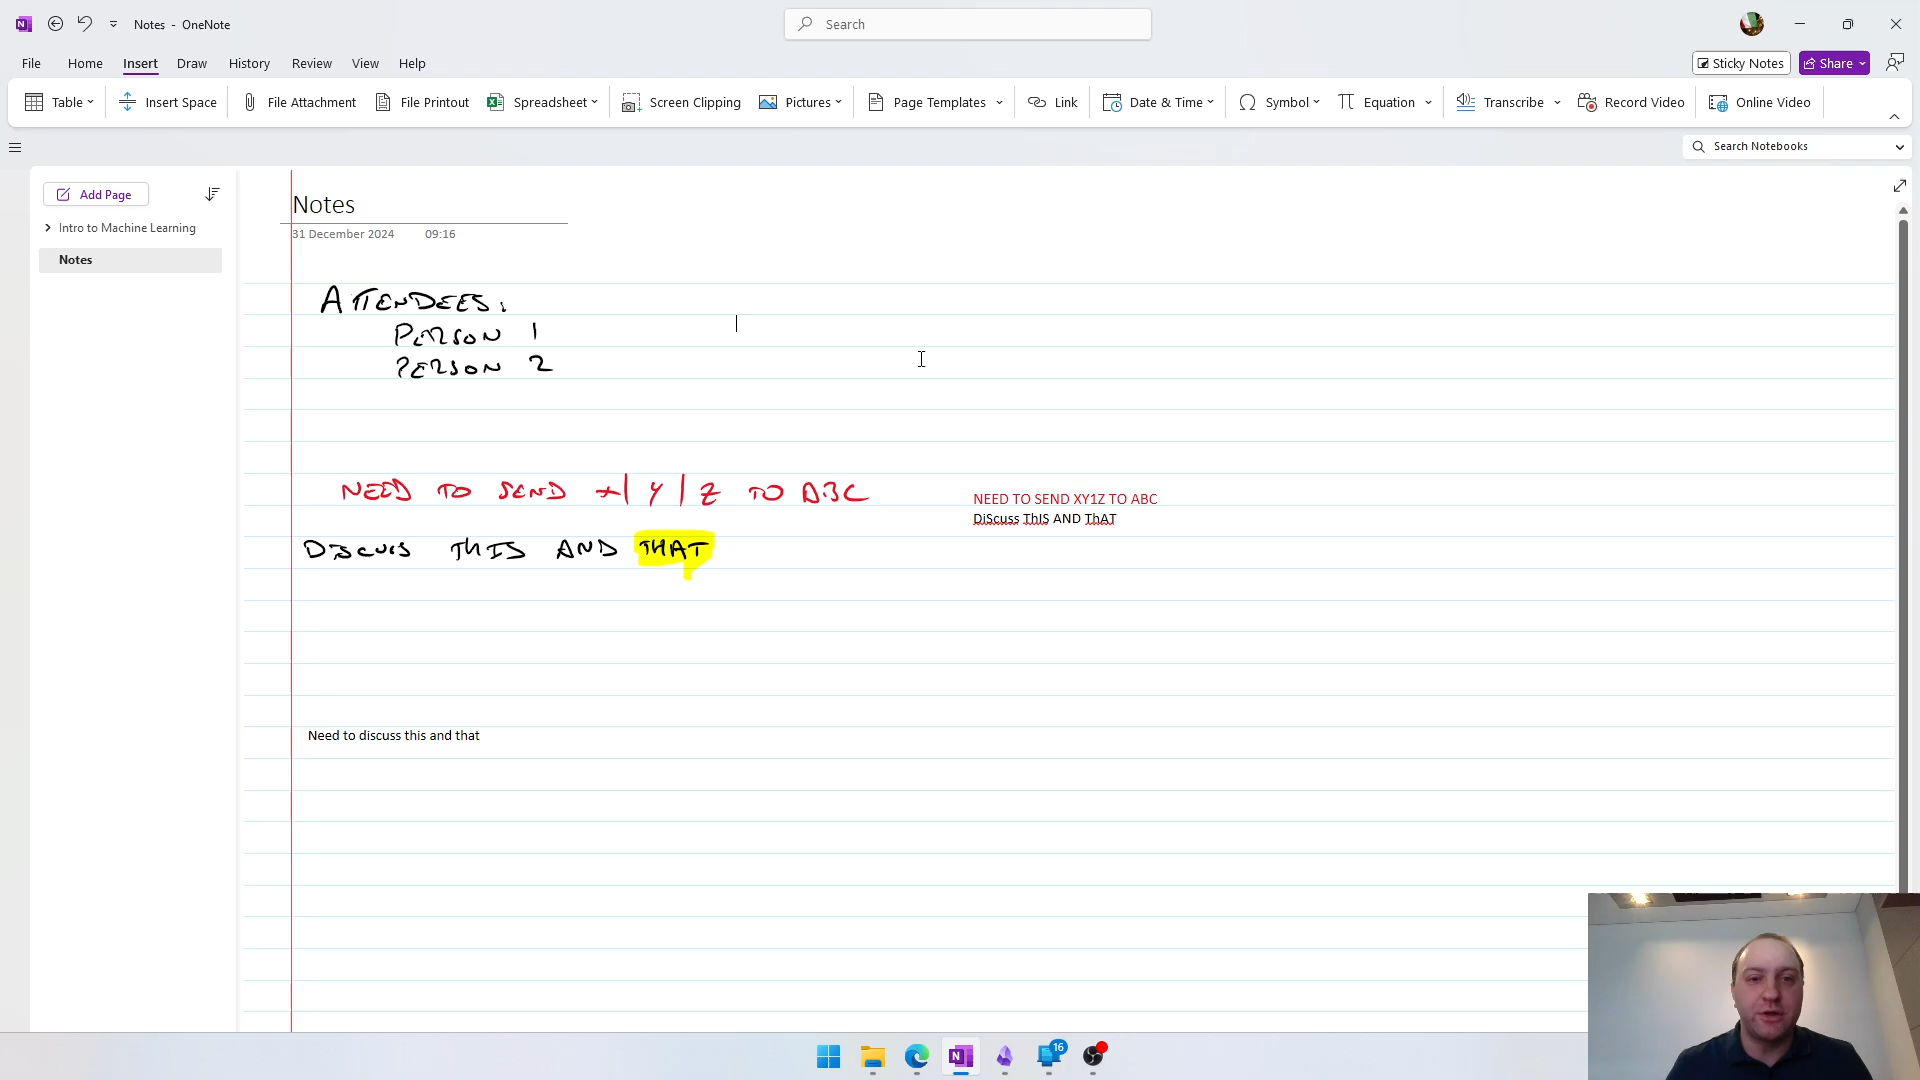 Notes - OneNote
Search
File Home Insert Draw History Review View Help
Sticky Notes
Share
Table
Insert Space
File Attachment
File Printout
Spreadsheet
Screen Clipping
Pictures
Page Templates
Link
Date & Time
Symbol
Equation
Transcribe
Record Video
Online Video
Search Notebooks
Add Page
Intro to Machine Learning
Notes
Notes
31 December 2024 09:16
ATTENDEES:
PERSON 1
PERSON 2
NEED TO SEND X|Y|Z TO ABC
DISCUSS THIS AND THAT
NEED TO SEND XY1Z TO ABC
DiScuss ThIS AND ThAT
Need to discuss this and that
16